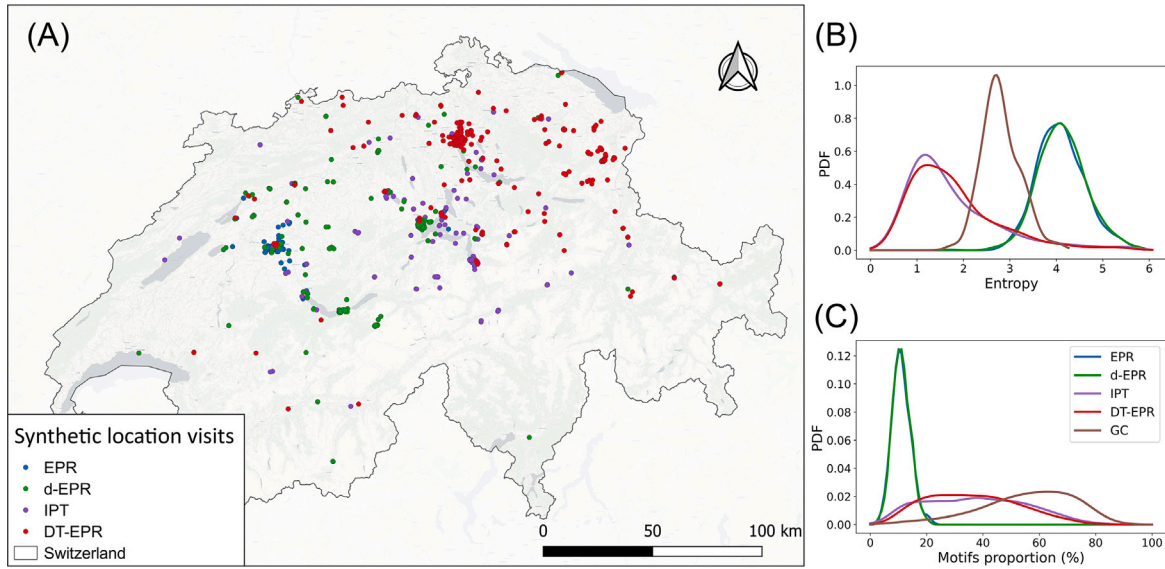 (A)
Synthetic location visits
EPR
d-EPR
IPT
DT-EPR
Switzerland
0 50 100 km
(B)
PDF
1.0
0.8
0.6
0.4
0.2
0.0
0 1 2 3 4 5 6
Entropy
(C)
PDF
0.12
0.10
0.08
0.06
0.04
0.02
0.00
0 20 40 60 80 100
Motifs proportion (%)
EPR
d-EPR
IPT
DT-EPR
GC